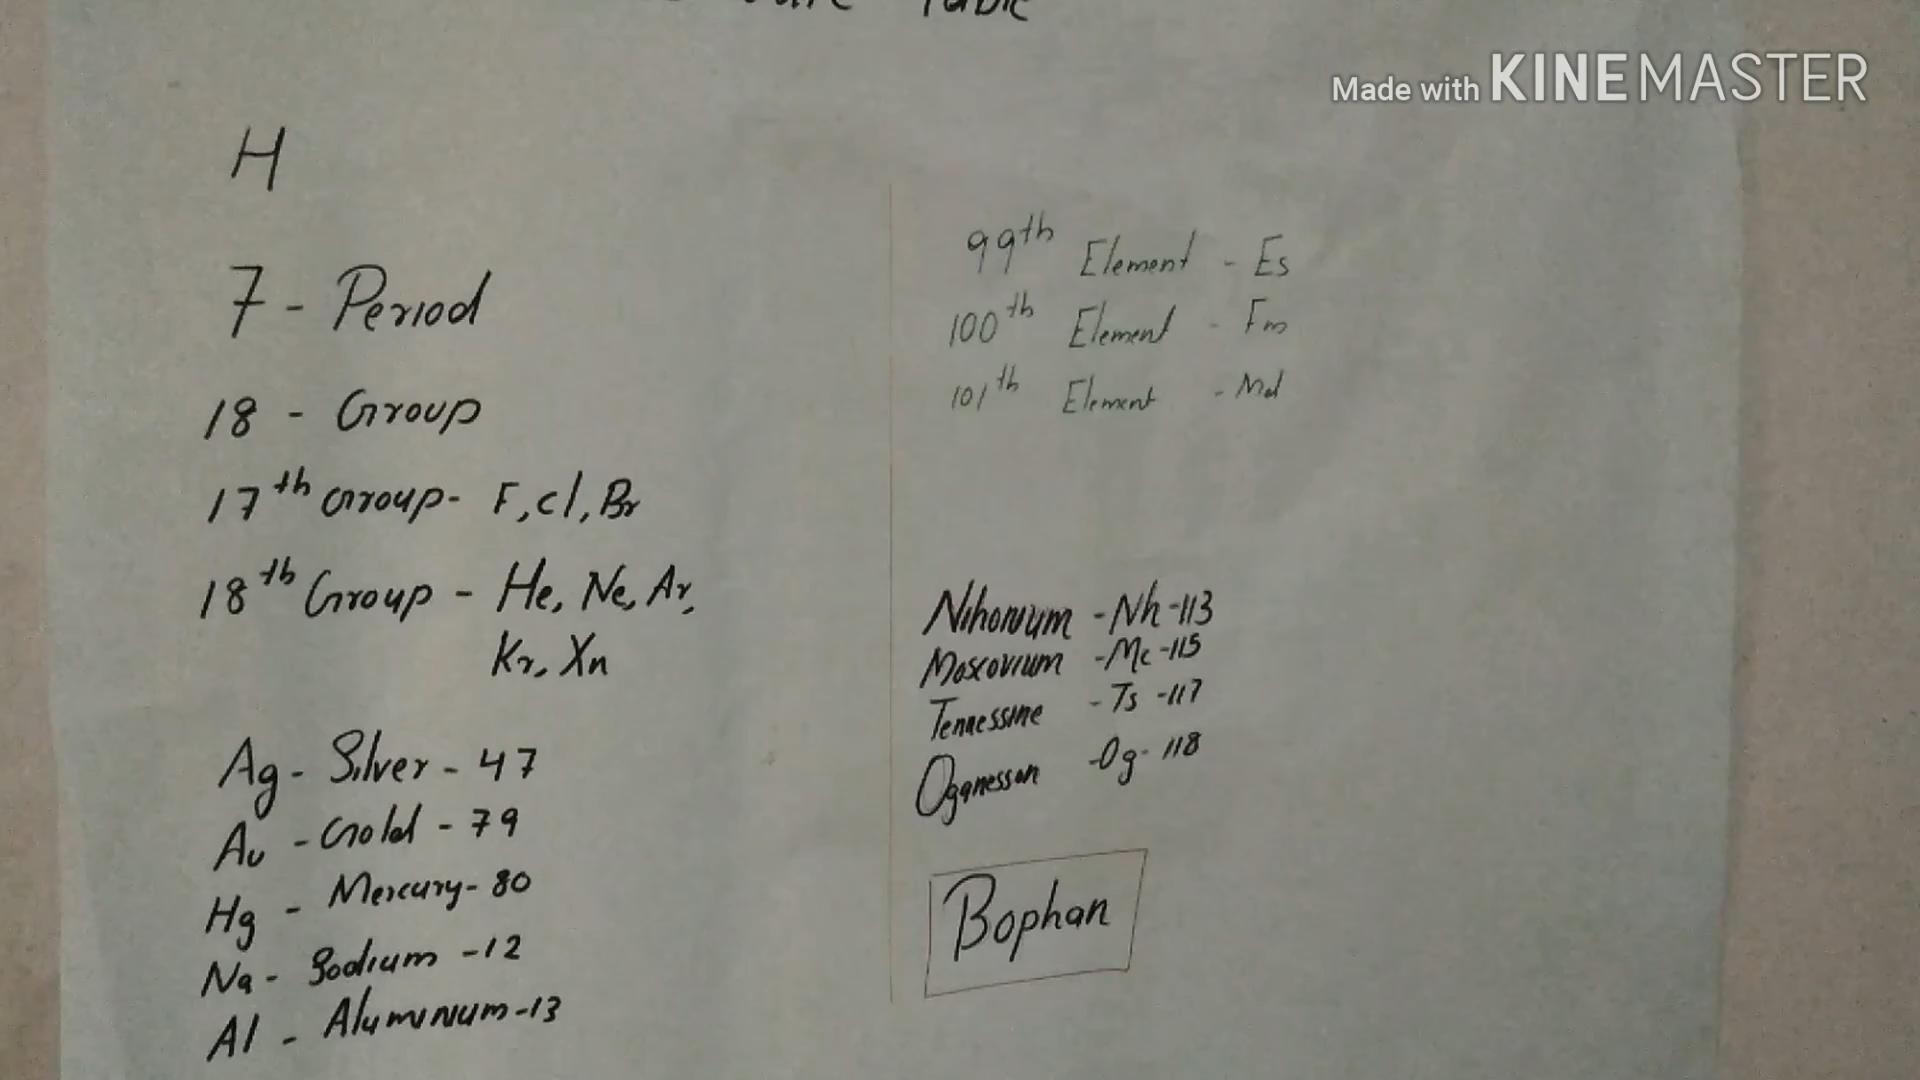 Table
Made with KINEMASTER
H
7 - Period
18 - Group
17th Group - F, Cl, Br
18th Group - He, Ne, Ar,
Kr, Xn
Ag - Silver - 47
Au - Gold - 79
Hg - Mercury - 80
Na - Sodium - 12
Al - Aluminum - 13
99th Element - Es
100th Element - Fm
101th Element - Md
Nihonium - Nh - 113
Moscovium - Mc - 115
Tennessine - Ts - 117
Oganesson - Og - 118
Bophan